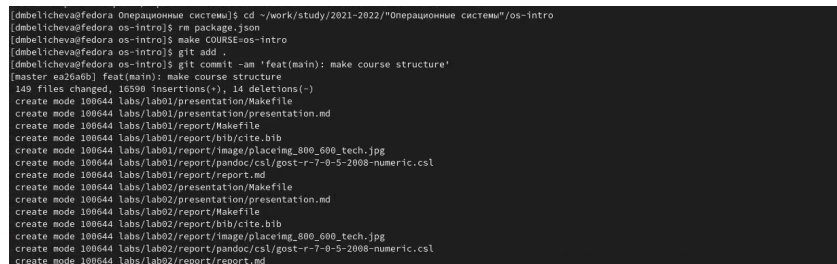 [dmbelicheva@fedora Операционные системы]$ cd ~/work/study/2021-2022/"Операционные системы"/os-intro
[dmbelicheva@fedora os-intro]$ rm package.json
[dmbelicheva@fedora os-intro]$ make COURSE=os-intro
[dmbelicheva@fedora os-intro]$ git add .
[dmbelicheva@fedora os-intro]$ git commit -am 'feat(main): make course structure'
[master ea26a6b] feat(main): make course structure
149 files changed, 16590 insertions(+), 14 deletions(-)
create mode 100644 labs/lab01/presentation/Makefile
create mode 100644 labs/lab01/presentation/presentation.md
create mode 100644 labs/lab01/report/Makefile
create mode 100644 labs/lab01/report/bib/cite.bib
create mode 100644 labs/lab01/report/image/placeimg_800_600_tech.jpg
create mode 100644 labs/lab01/report/pandoc/csl/gost-r-7-0-5-2008-numeric.csl
create mode 100644 labs/lab01/report/report.md
create mode 100644 labs/lab02/presentation/Makefile
create mode 100644 labs/lab02/presentation/presentation.md
create mode 100644 labs/lab02/report/Makefile
create mode 100644 labs/lab02/report/bib/cite.bib
create mode 100644 labs/lab02/report/image/placeimg_800_600_tech.jpg
create mode 100644 labs/lab02/report/pandoc/csl/gost-r-7-0-5-2008-numeric.csl
create mode 100644 labs/lab02/report/report.md